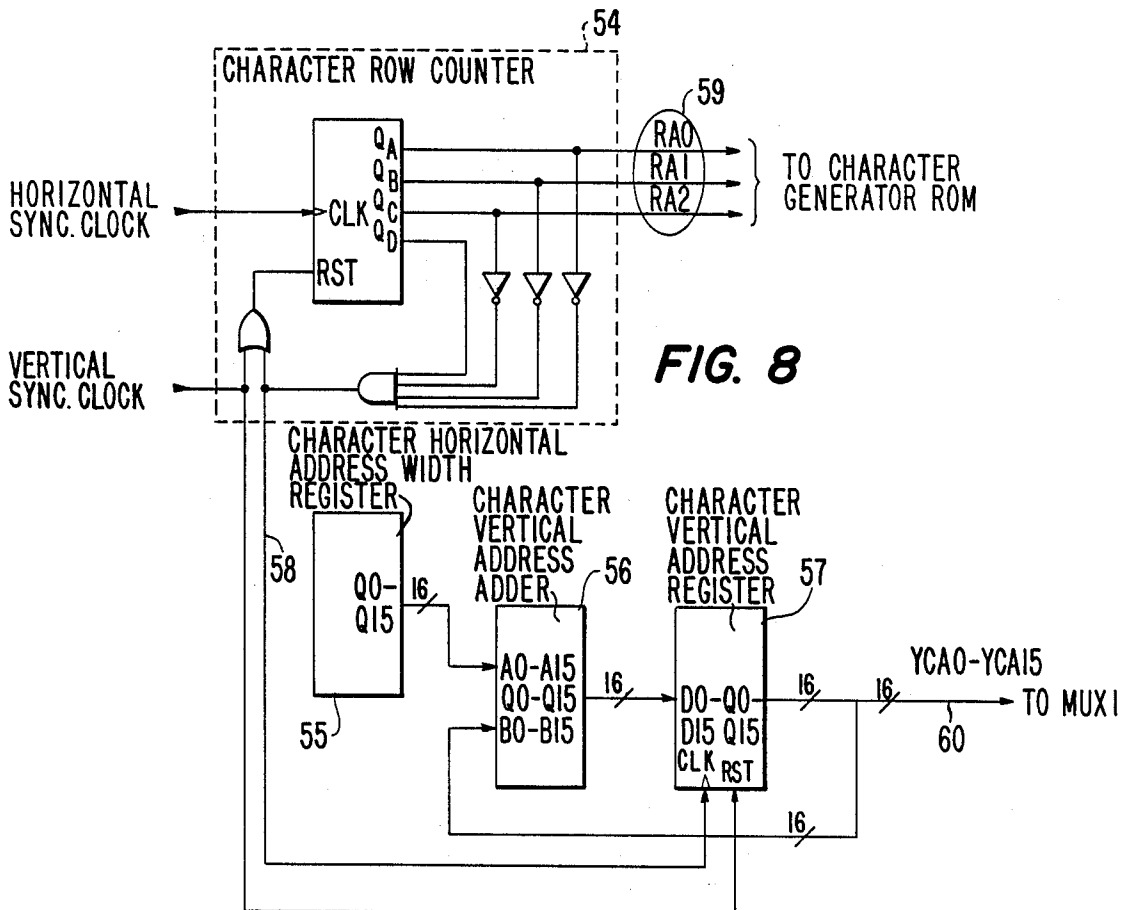 54
CHARACTER ROW COUNTER
59
QA
RA0
QB
RA1
QC
RA2
QD
TO CHARACTER
GENERATOR ROM
HORIZONTAL
SYNC. CLOCK
CLK
RST
VERTICAL
SYNC. CLOCK
FIG. 8
CHARACTER HORIZONTAL
ADDRESS WIDTH
REGISTER
58
Q0-
Q15
16
55
CHARACTER
VERTICAL
ADDRESS
ADDER
56
A0-A15
Q0-Q15
B0-B15
16
CHARACTER
VERTICAL
ADDRESS
REGISTER
57
D0-Q0-
D15 Q15
CLK RST
16
16
YCA0-YCA15
TO MUX1
60
16